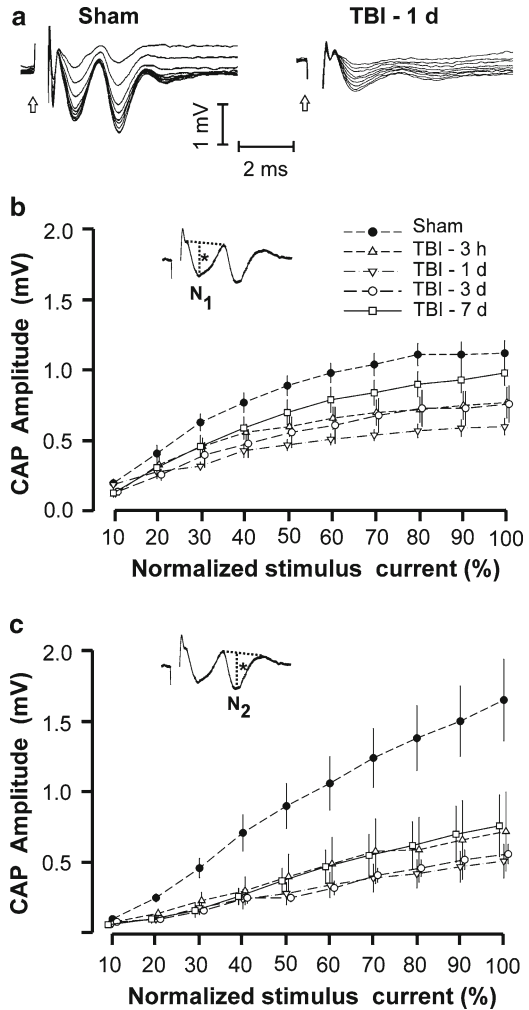 a Sham TBI - 1 d
1 mV
2 ms
b
2.0
1.5
1.0
0.5
0.0
CAP Amplitude (mV)
*
N1
Sham
TBI - 3 h
TBI - 1 d
TBI - 3 d
TBI - 7 d
10 20 30 40 50 60 70 80 90 100
Normalized stimulus current (%)
c
2.0
1.5
1.0
0.5
CAP Amplitude (mV)
*
N2
10 20 30 40 50 60 70 80 90 100
Normalized stimulus current (%)